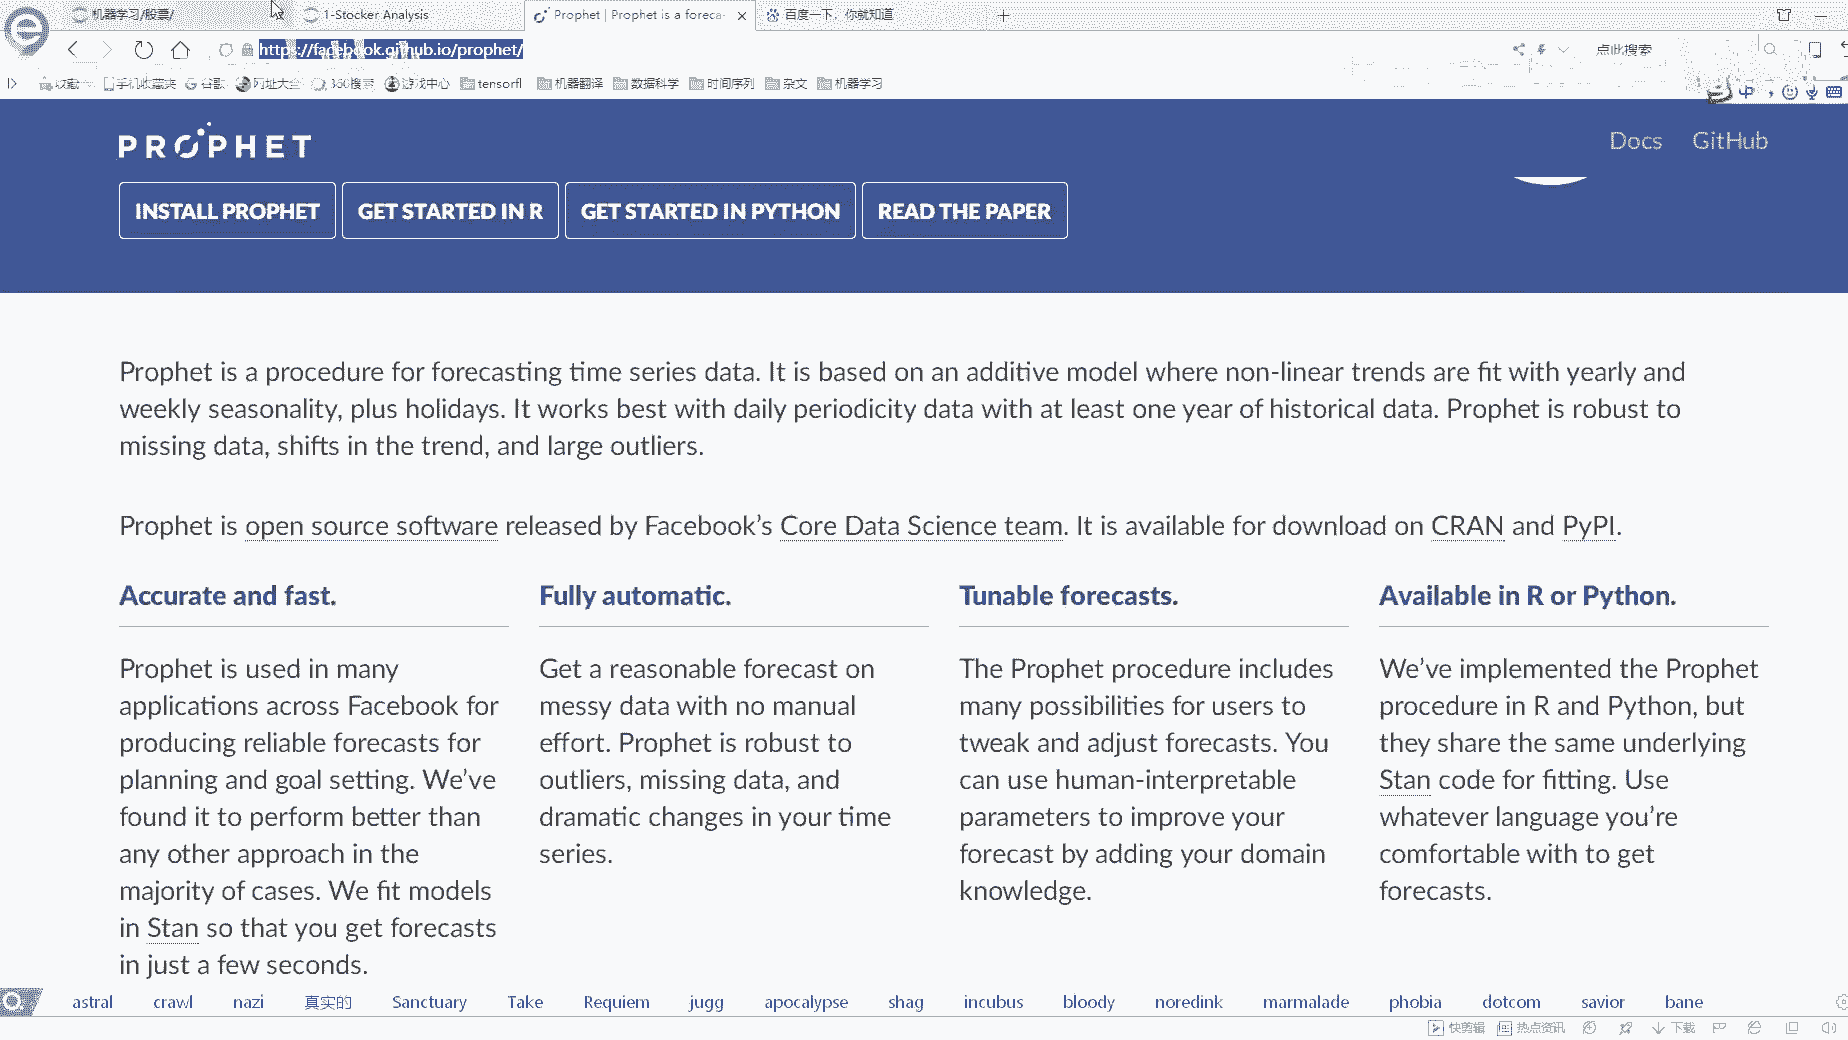 机器学习/股票/
1-Stocker Analysis
Prophet | Prophet is a foreca
百度一下，你就知道
https://facebook.github.io/prophet/
点此搜索
收藏
手机收藏夹
谷歌
网址大全
360搜索
游戏中心
tensorfl
机器翻译
数据科学
时间序列
杂文
机器学习
中
PROPHET
Docs
GitHub
INSTALL PROPHET
GET STARTED IN R
GET STARTED IN PYTHON
READ THE PAPER
Prophet is a procedure for forecasting time series data. It is based on an additive model where non-linear trends are fit with yearly and
weekly seasonality, plus holidays. It works best with daily periodicity data with at least one year of historical data. Prophet is robust to
missing data, shifts in the trend, and large outliers.
Prophet is open source software released by Facebook’s Core Data Science team. It is available for download on CRAN and PyPI.
Accurate and fast.
Prophet is used in many
applications across Facebook for
producing reliable forecasts for
planning and goal setting. We’ve
found it to perform better than
any other approach in the
majority of cases. We fit models
in Stan so that you get forecasts
in just a few seconds.
Fully automatic.
Get a reasonable forecast on
messy data with no manual
effort. Prophet is robust to
outliers, missing data, and
dramatic changes in your time
series.
Tunable forecasts.
The Prophet procedure includes
many possibilities for users to
tweak and adjust forecasts. You
can use human-interpretable
parameters to improve your
forecast by adding your domain
knowledge.
Available in R or Python.
We’ve implemented the Prophet
procedure in R and Python, but
they share the same underlying
Stan code for fitting. Use
whatever language you’re
comfortable with to get
forecasts.
astral crawl nazi 真实的 Sanctuary Take Requiem jugg apocalypse shag incubus bloody noredink marmalade phobia dotcom savior bane
快剪辑 热点资讯 下载